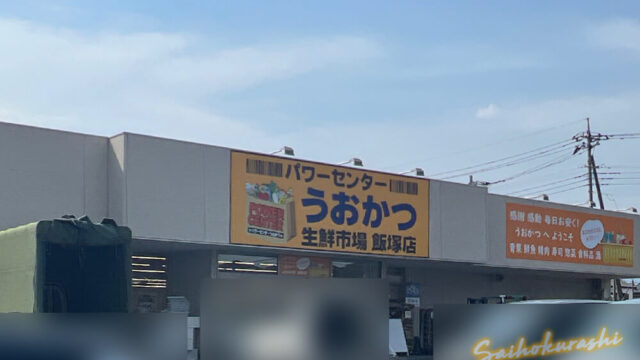 パワーセンター
うおかつ
生鮮市場 飯塚店
感謝 感動 毎日お安く!
うおかつ へ ようこそ
青果 鮮魚 精肉 寿司 惣菜 食料品 酒
Saihokurashi